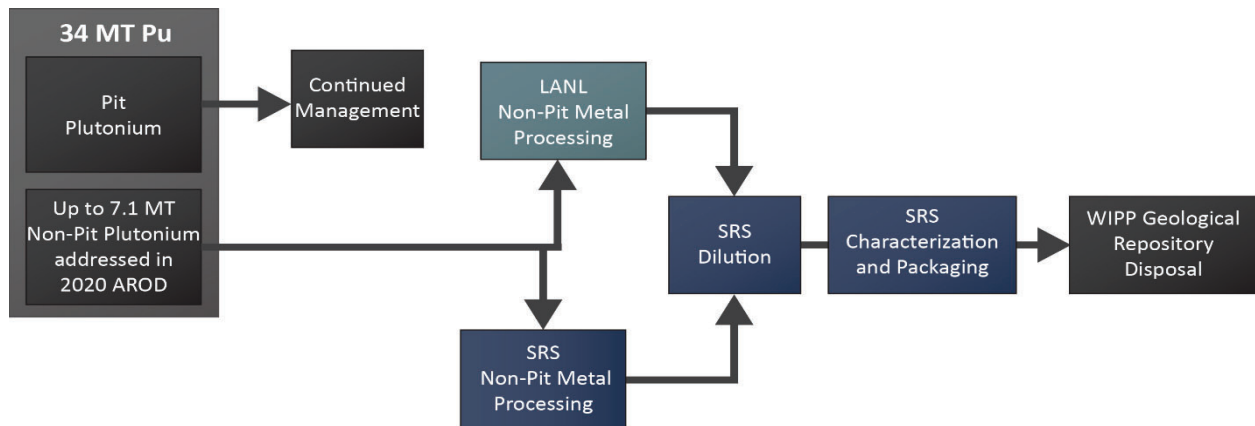 34 MT Pu
Pit
Plutonium
Continued
Management
Up to 7.1 MT
Non-Pit Plutonium
addressed in
2020 AROD
LANL
Non-Pit Metal
Processing
SRS
Non-Pit Metal
Processing
SRS
Dilution
SRS
Characterization
and Packaging
WIPP Geological
Repository
Disposal